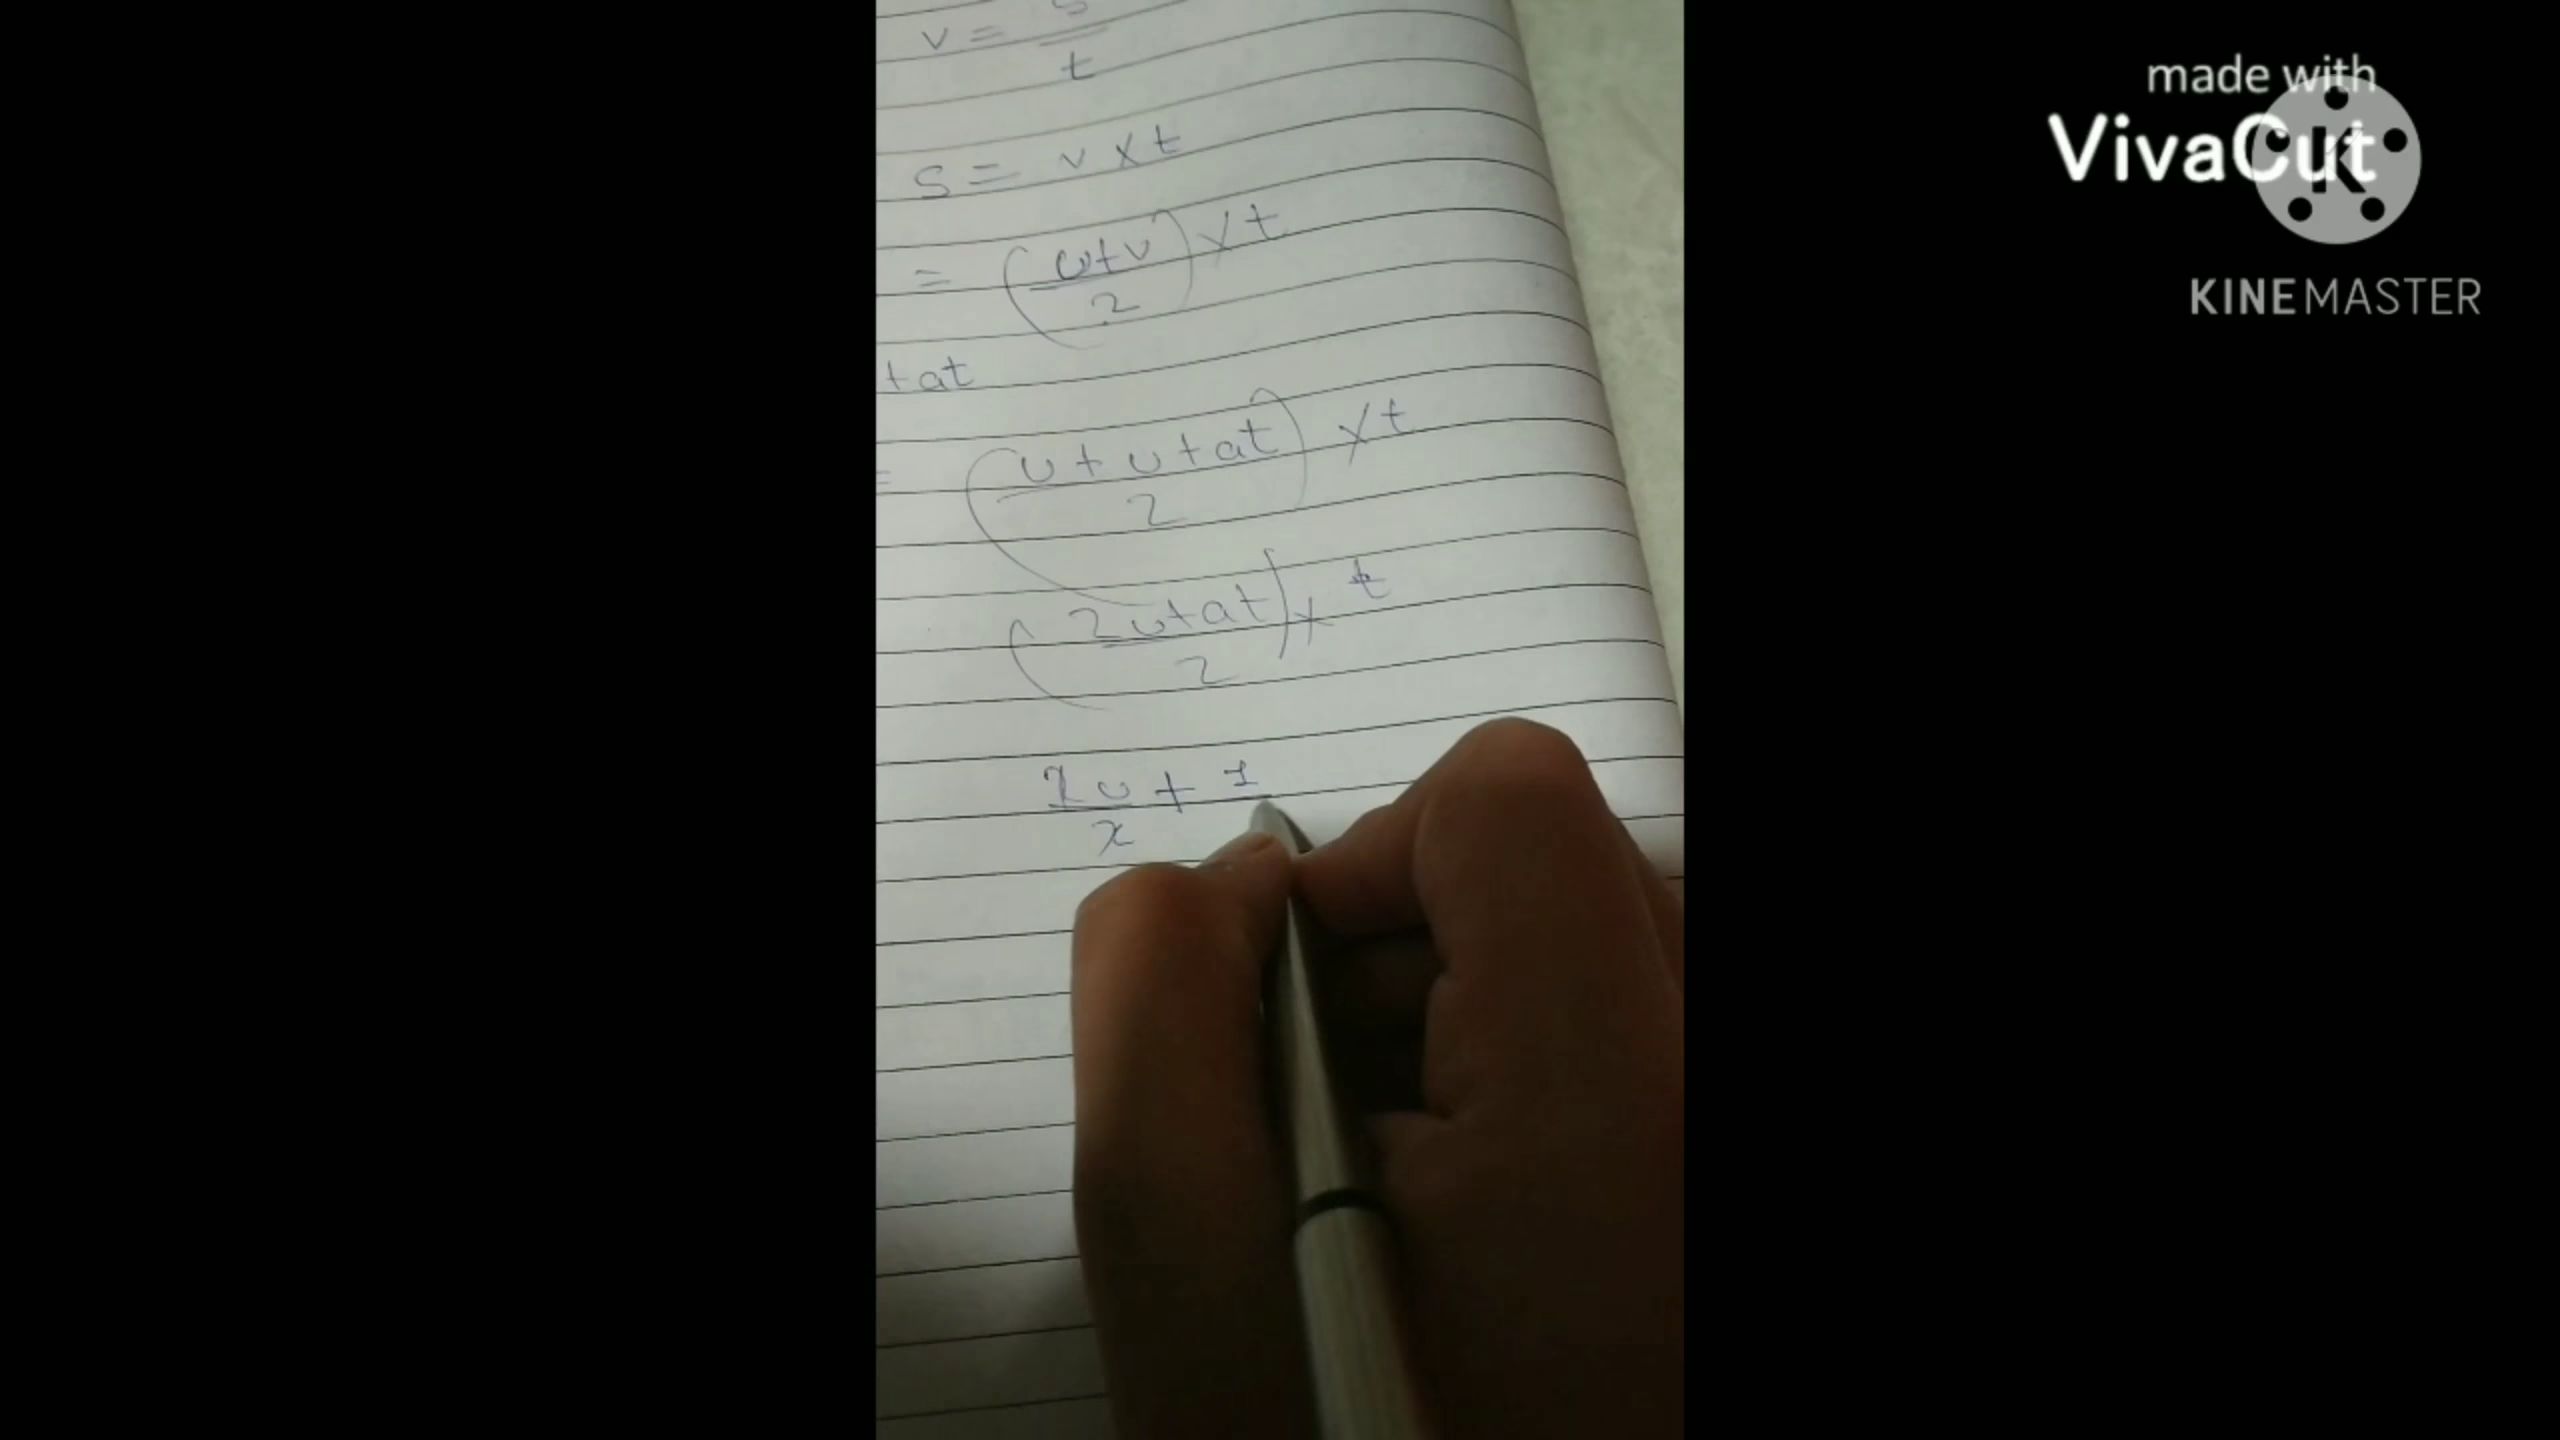 v = s/t
s = v x t
= (u+v/2) x t
+ at
= (u + u + at/2) x t
(2u+at/2) x t
2u/2 + 1
made with
VivaCut
K
KINEMASTER